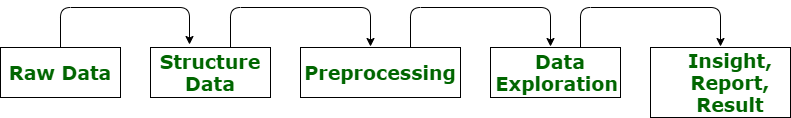 Raw Data
Structure
Data
Preprocessing
Data
Exploration
Insight,
Report,
Result